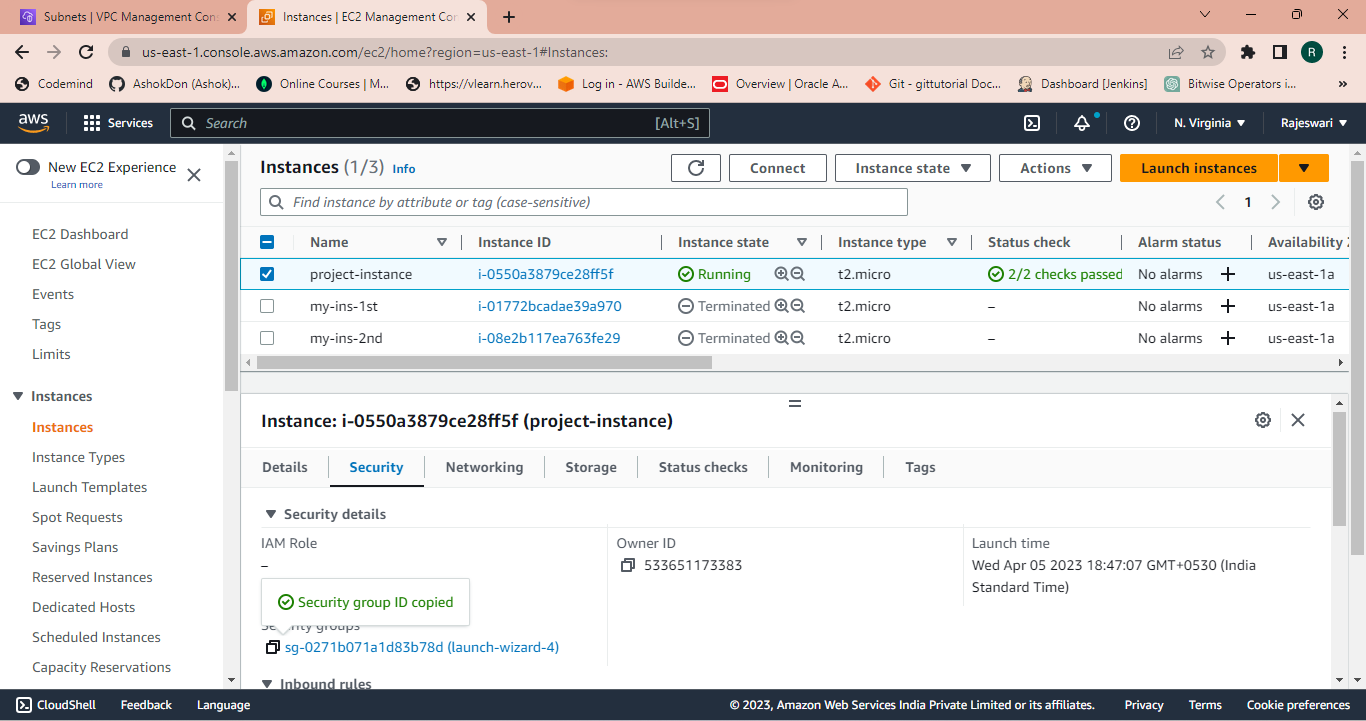 Subnets | VPC Management Con
Instances | EC2 Management Con
us-east-1.console.aws.amazon.com/ec2/home?region=us-east-1#Instances:
R
Codemind
AshokDon (Ashok)...
Online Courses | M...
https://vlearn.herov...
Log in - AWS Builde...
Overview | Oracle A...
Git - gittutorial Doc...
Dashboard [Jenkins]
Bitwise Operators i...
»
aws
Services
Search
[Alt+S]
N. Virginia
Rajeswari
New EC2 Experience
Learn more
EC2 Dashboard
EC2 Global View
Events
Tags
Limits
Instances
Instances
Instance Types
Launch Templates
Spot Requests
Savings Plans
Reserved Instances
Dedicated Hosts
Scheduled Instances
Capacity Reservations
Instances (1/3) Info
Connect
Instance state
Actions
Launch instances
Find instance by attribute or tag (case-sensitive)
1
Name Instance ID Instance state Instance type Status check Alarm status Availability
project-instance i-0550a3879ce28ff5f Running t2.micro 2/2 checks passed No alarms + us-east-1a
my-ins-1st i-01772bcadae39a970 Terminated t2.micro – No alarms + us-east-1a
my-ins-2nd i-08e2b117ea763fe29 Terminated t2.micro – No alarms + us-east-1a
Instance: i-0550a3879ce28ff5f (project-instance)
Details Security Networking Storage Status checks Monitoring Tags
Security details
IAM Role
–
Owner ID
533651173383
Launch time
Wed Apr 05 2023 18:47:07 GMT+0530 (India
Standard Time)
Security group ID copied
Security groups
sg-0271b071a1d83b78d (launch-wizard-4)
Inbound rules
CloudShell
Feedback
Language
© 2023, Amazon Web Services India Private Limited or its affiliates.
Privacy
Terms
Cookie preferences